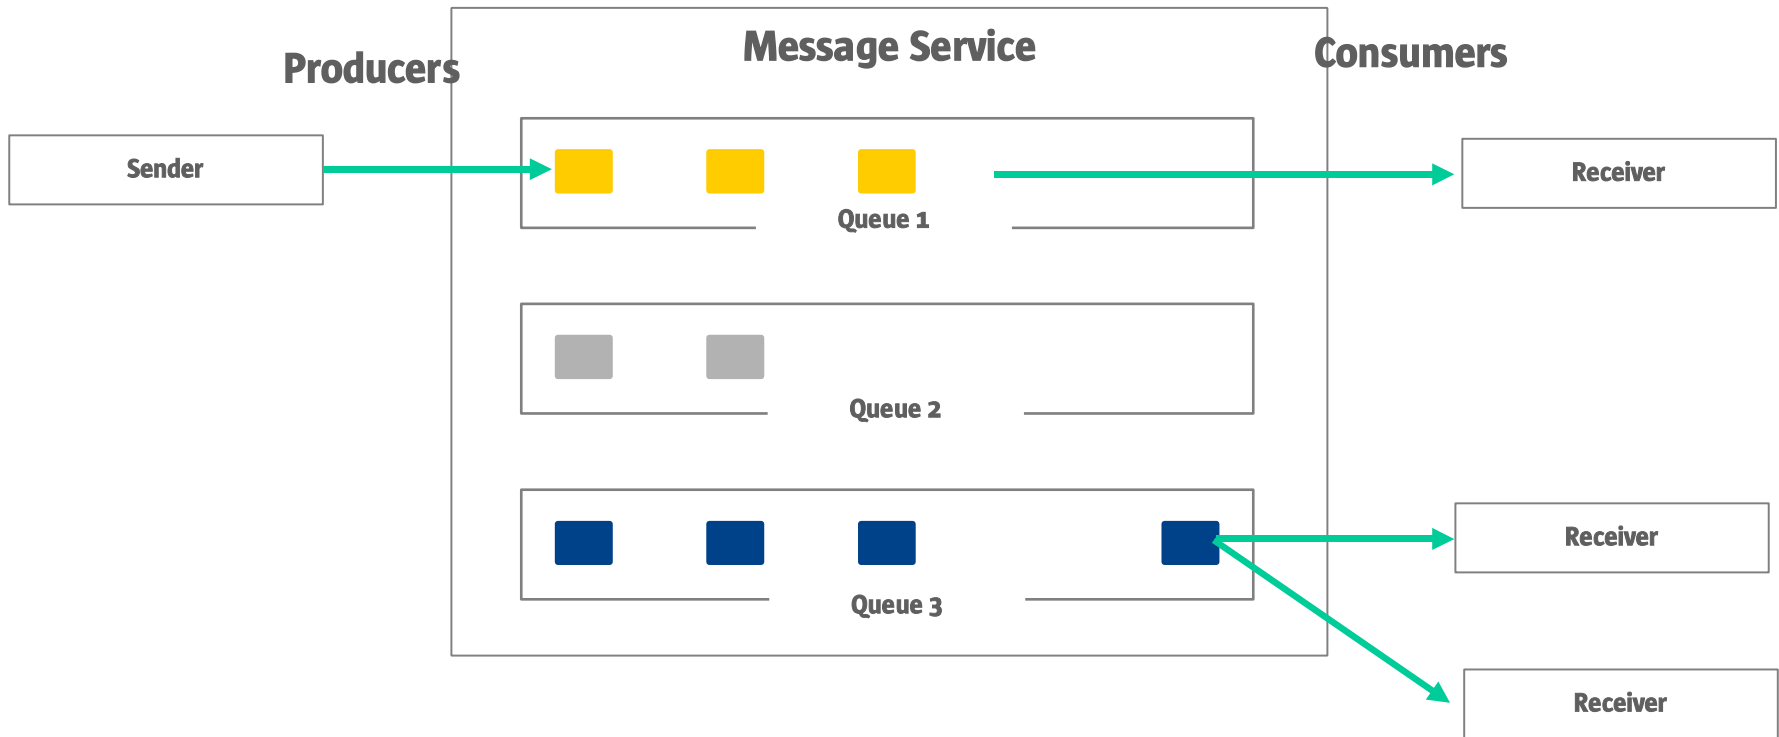 Message Service
Producers
Consumers
Sender
Receiver
Queue 1
Queue 2
Receiver
Queue 3
Receiver